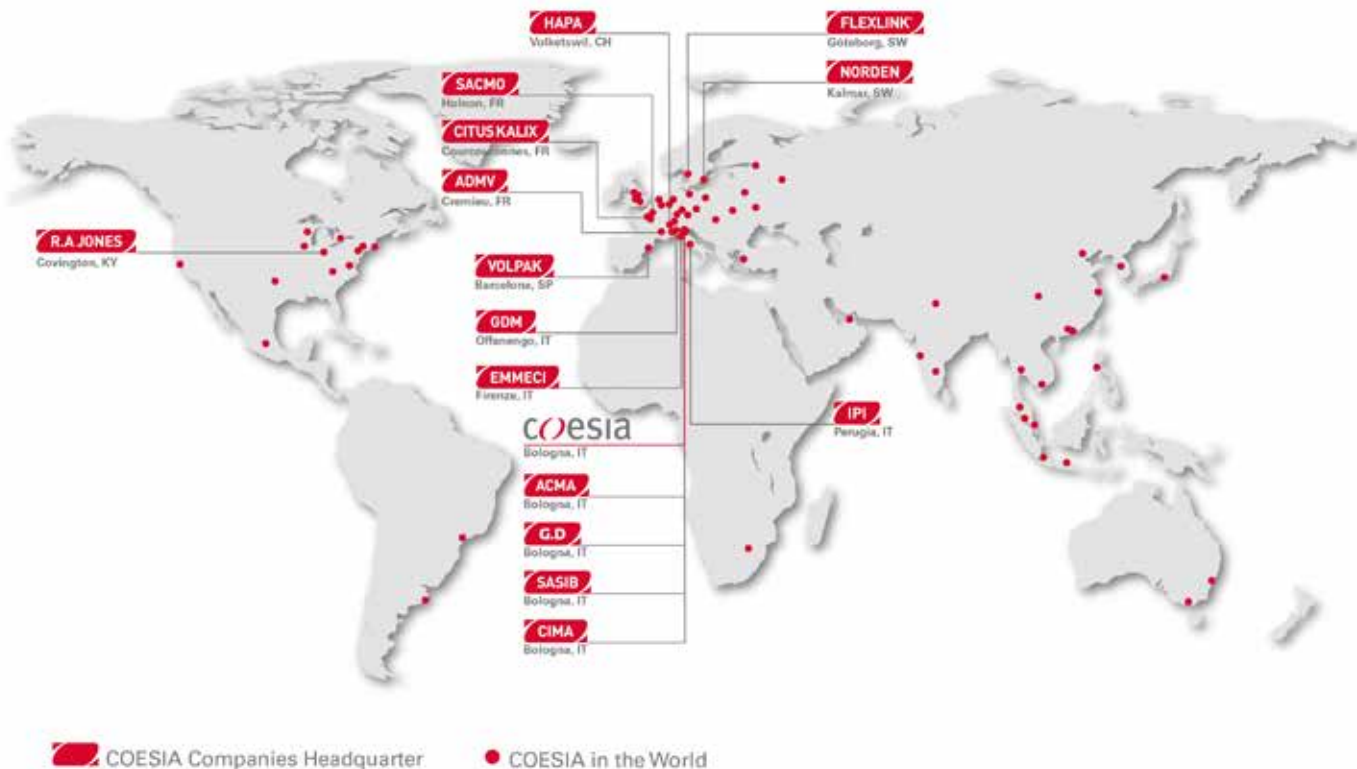 HAPA
Volketswil, CH
FLEXLINK
Göteborg, SW
SACMO
Holnon, FR
NORDEN
Kalmar, SW
CITUS KALIX
Courcouronnes, FR
ADMV
Cremieu, FR
R.A JONES
Covington, KY
VOLPAK
Barcelona, SP
GDM
Offanengo, IT
EMMECI
Firenze, IT
IPI
Perugia, IT
coesia
Bologna, IT
ACMA
Bologna, IT
G.D
Bologna, IT
SASIB
Bologna, IT
CIMA
Bologna, IT
COESIA Companies Headquarter
COESIA in the World